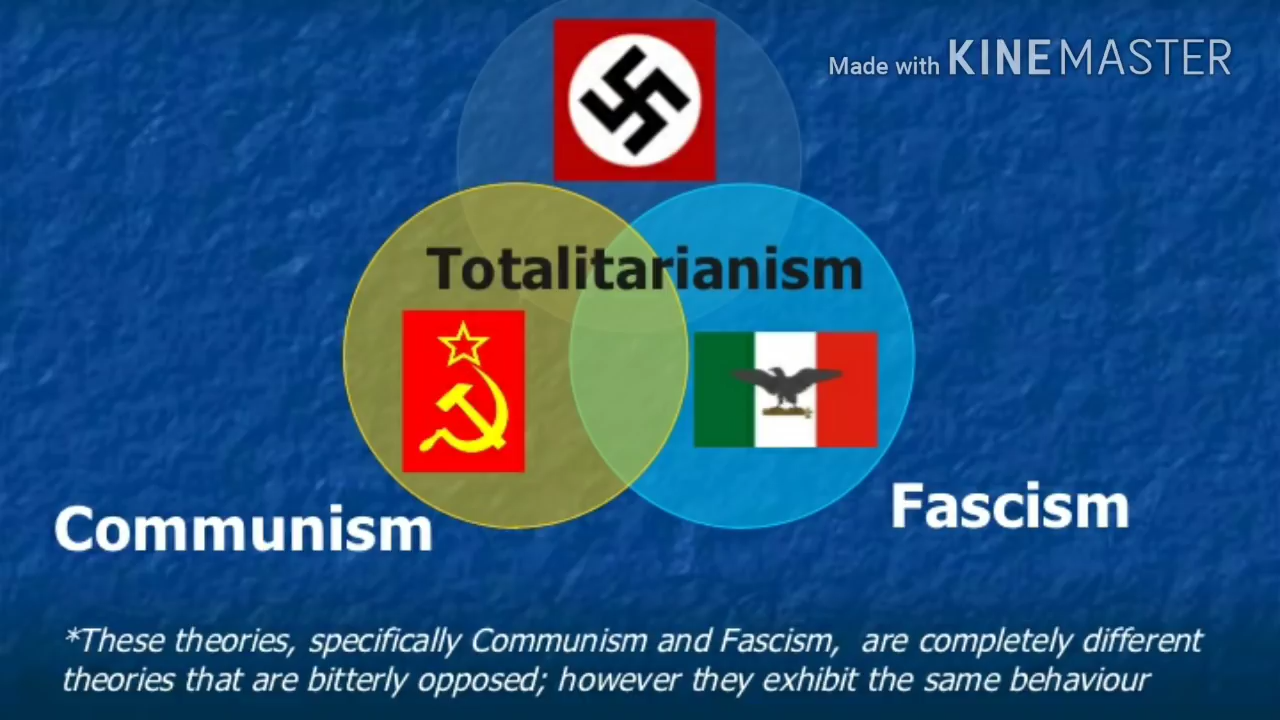 Made with KINEMASTER
Totalitarianism
Communism
Fascism
*These theories, specifically Communism and Fascism, are completely different
theories that are bitterly opposed; however they exhibit the same behaviour